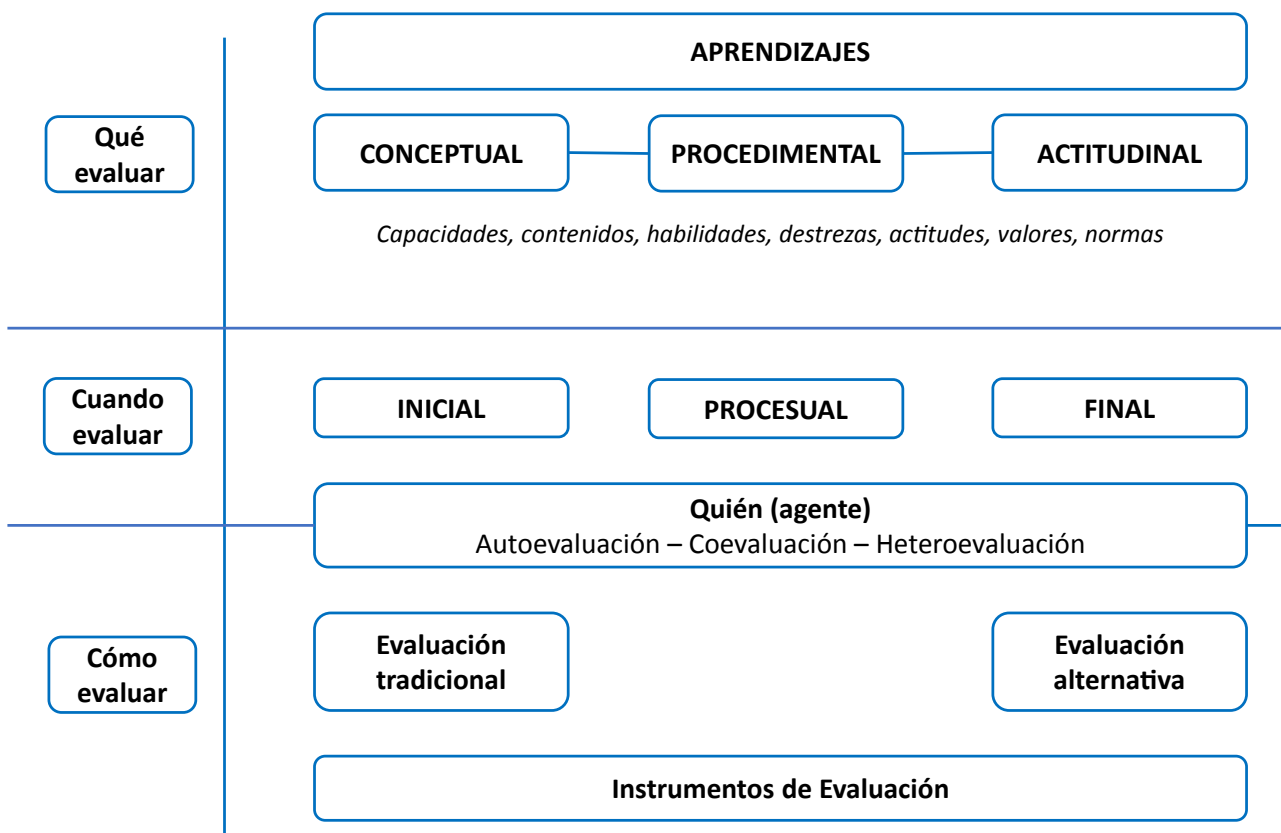 APRENDIZAJES
Qué
evaluar
CONCEPTUAL
PROCEDIMENTAL
ACTITUDINAL
Capacidades, contenidos, habilidades, destrezas, actitudes, valores, normas
Cuando
evaluar
INICIAL
PROCESUAL
FINAL
Quién (agente)
Autoevaluación – Coevaluación – Heteroevaluación
Cómo
evaluar
Evaluación
tradicional
Evaluación
alternativa
Instrumentos de Evaluación